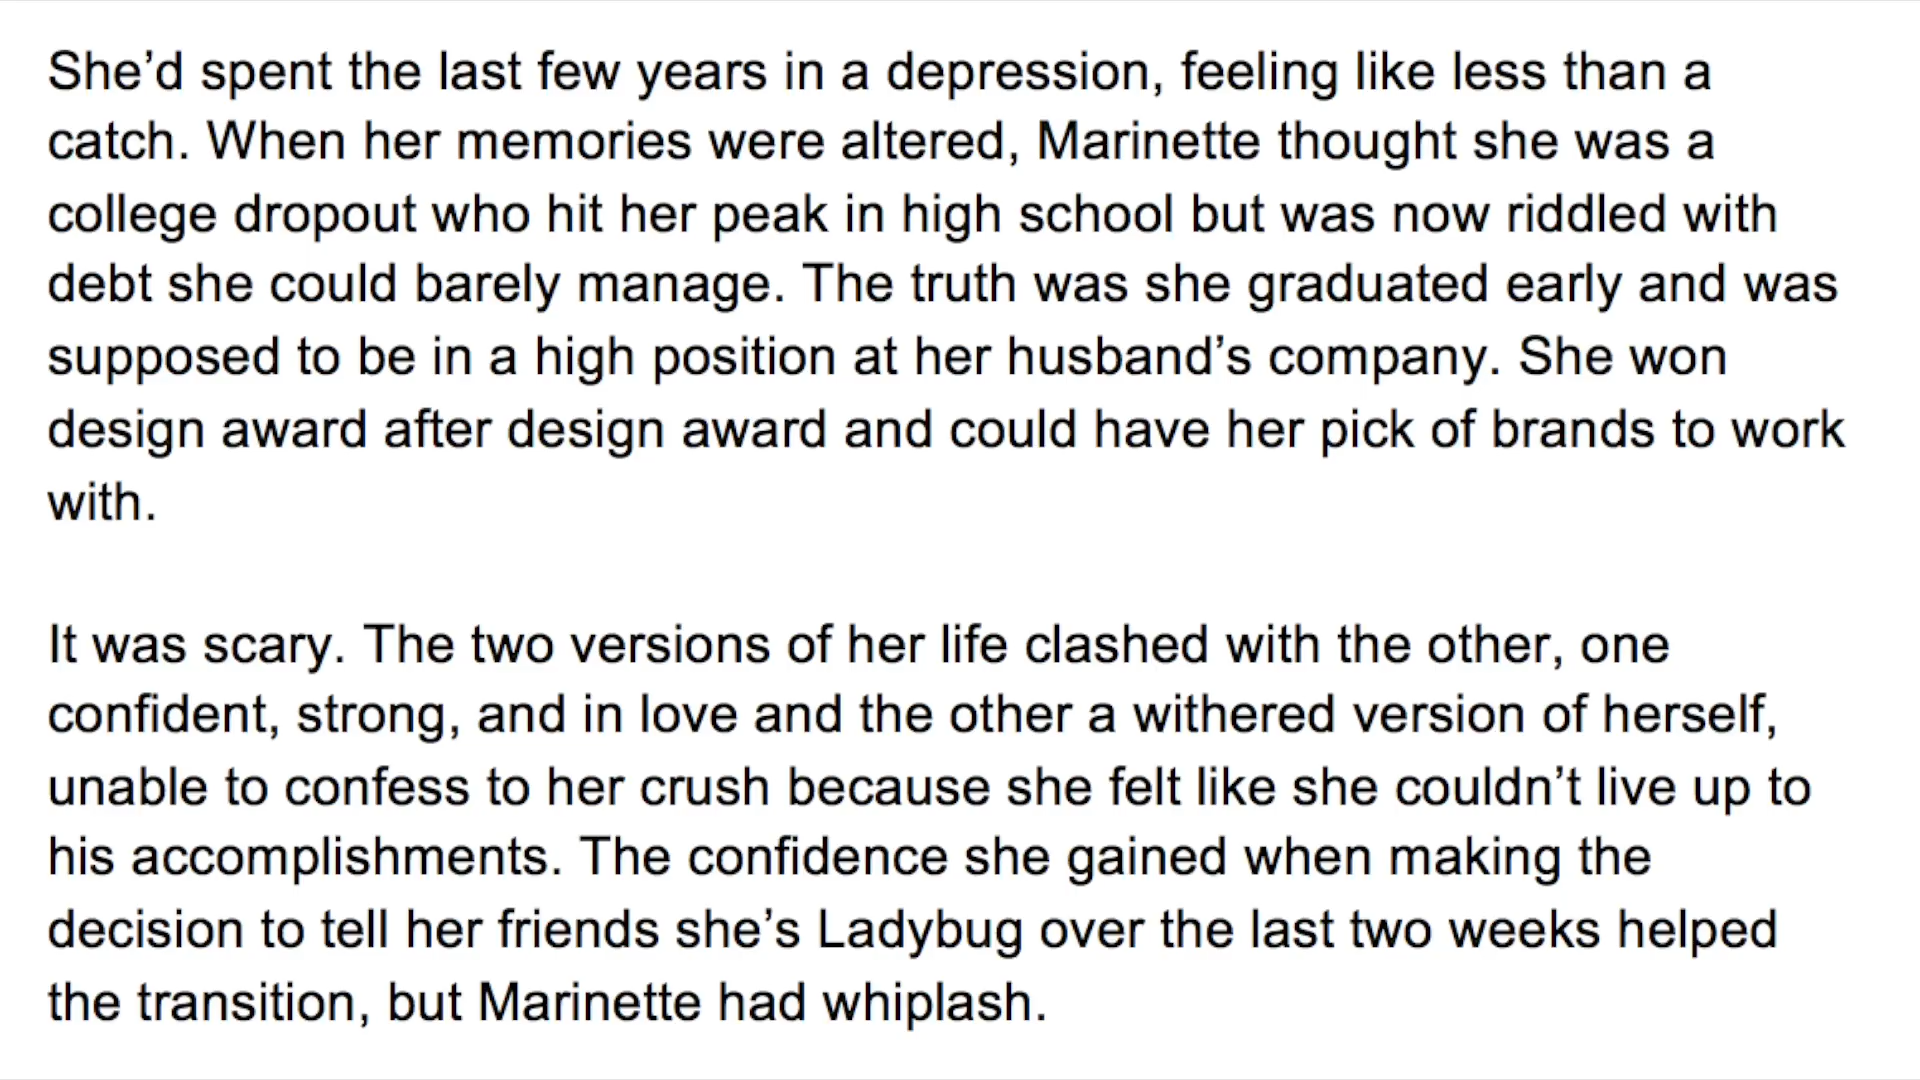 She’d spent the last few years in a depression, feeling like less than a
catch. When her memories were altered, Marinette thought she was a
college dropout who hit her peak in high school but was now riddled with
debt she could barely manage. The truth was she graduated early and was
supposed to be in a high position at her husband’s company. She won
design award after design award and could have her pick of brands to work
with.
It was scary. The two versions of her life clashed with the other, one
confident, strong, and in love and the other a withered version of herself,
unable to confess to her crush because she felt like she couldn’t live up to
his accomplishments. The confidence she gained when making the
decision to tell her friends she’s Ladybug over the last two weeks helped
the transition, but Marinette had whiplash.